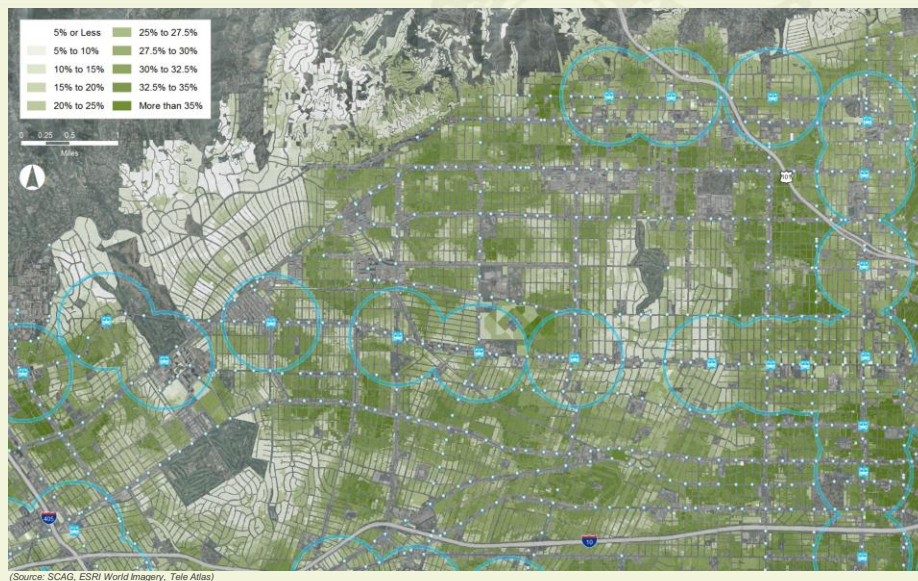 5% or Less
5% to 10%
10% to 15%
15% to 20%
20% to 25%
25% to 27.5%
27.5% to 30%
30% to 32.5%
32.5% to 35%
More than 35%
0 0.25 0.5 1
Miles
101
405
10
(Source: SCAG, ESRI World Imagery, Tele Atlas)